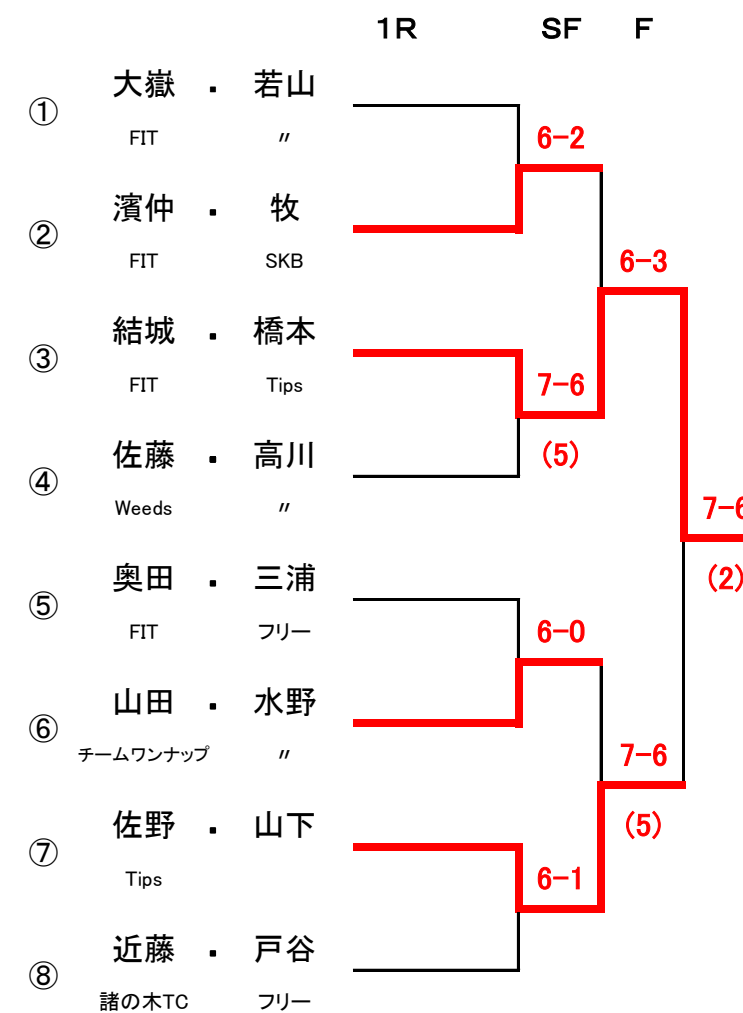 1R SF F
① 大嶽 ・ 若山
FIT 〃
6-2
② 濱仲 ・ 牧
FIT SKB
6-3
③ 結城 ・ 橋本
FIT Tips
7-6
(5)
④ 佐藤 ・ 高川
Weeds 〃
7-6
(2)
⑤ 奥田 ・ 三浦
FIT フリー
6-0
⑥ 山田 ・ 水野
チームワンナップ 〃
7-6
(5)
⑦ 佐野 ・ 山下
Tips
6-1
⑧ 近藤 ・ 戸谷
諸の木TC フリー